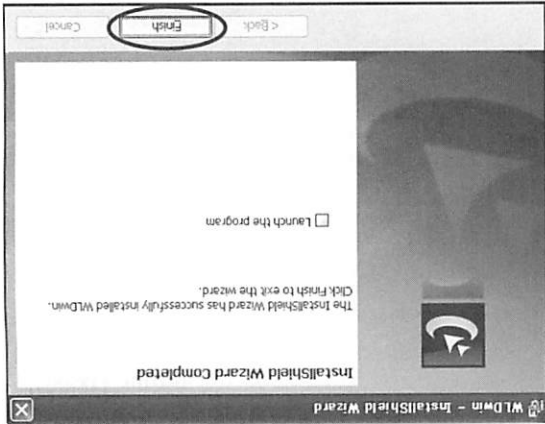 WLDwin - InstallShield Wizard
InstallShield Wizard Completed
The InstallShield Wizard has successfully installed WLDwin.
Click Finish to exit the wizard.
Launch the program
< Back
Finish
Cancel